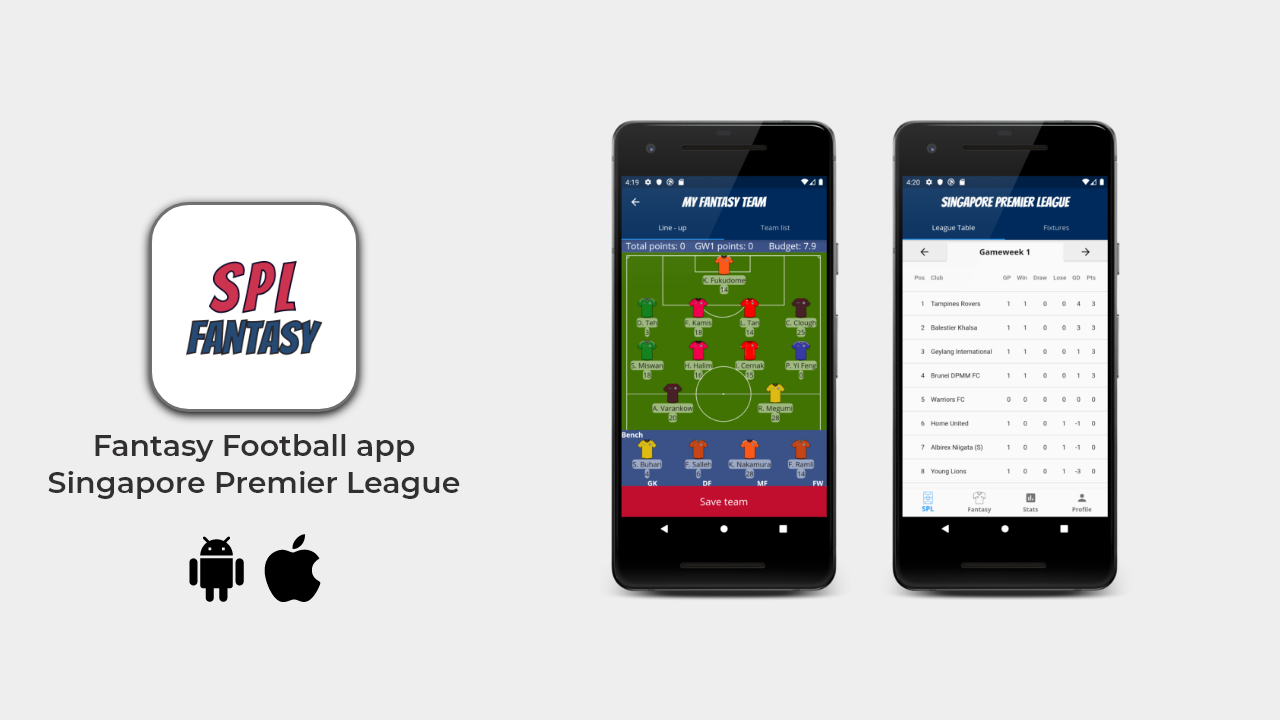 SPL
FANTASY
Fantasy Football app
Singapore Premier League
4:19
MY FANTASY TEAM
Line - up Team list
Total points: 0 GW1 points: 0 Budget: 7.9
K. Fukudome
14
D. Teh F. Kamis L. Tan C. Clough
18 14
S. Miswan H. Halim I. Cernak P. Yi Feng
18 16 15
A. Varankow R. Megumi
20 28
Bench
S. Buhari F. Salleh K. Nakamura F. Ramli
4 6 28 14
GK DF MF FW
Save team
4:20
SINGAPORE PREMIER LEAGUE
League Table Fixtures
Gameweek 1
Pos Club GP Win Draw Lose GD Pts
1 Tampines Rovers 1 1 0 0 4 3
2 Balestier Khalsa 1 1 0 0 3 3
3 Geylang International 1 1 0 0 1 3
4 Brunei DPMM FC 1 1 0 0 1 3
5 Warriors FC 0 0 0 0 0 0
6 Home United 1 0 0 1 -1 0
7 Albirex Niigata (S) 1 0 0 1 -1 0
8 Young Lions 1 0 0 1 -3 0
SPL Fantasy Stats Profile